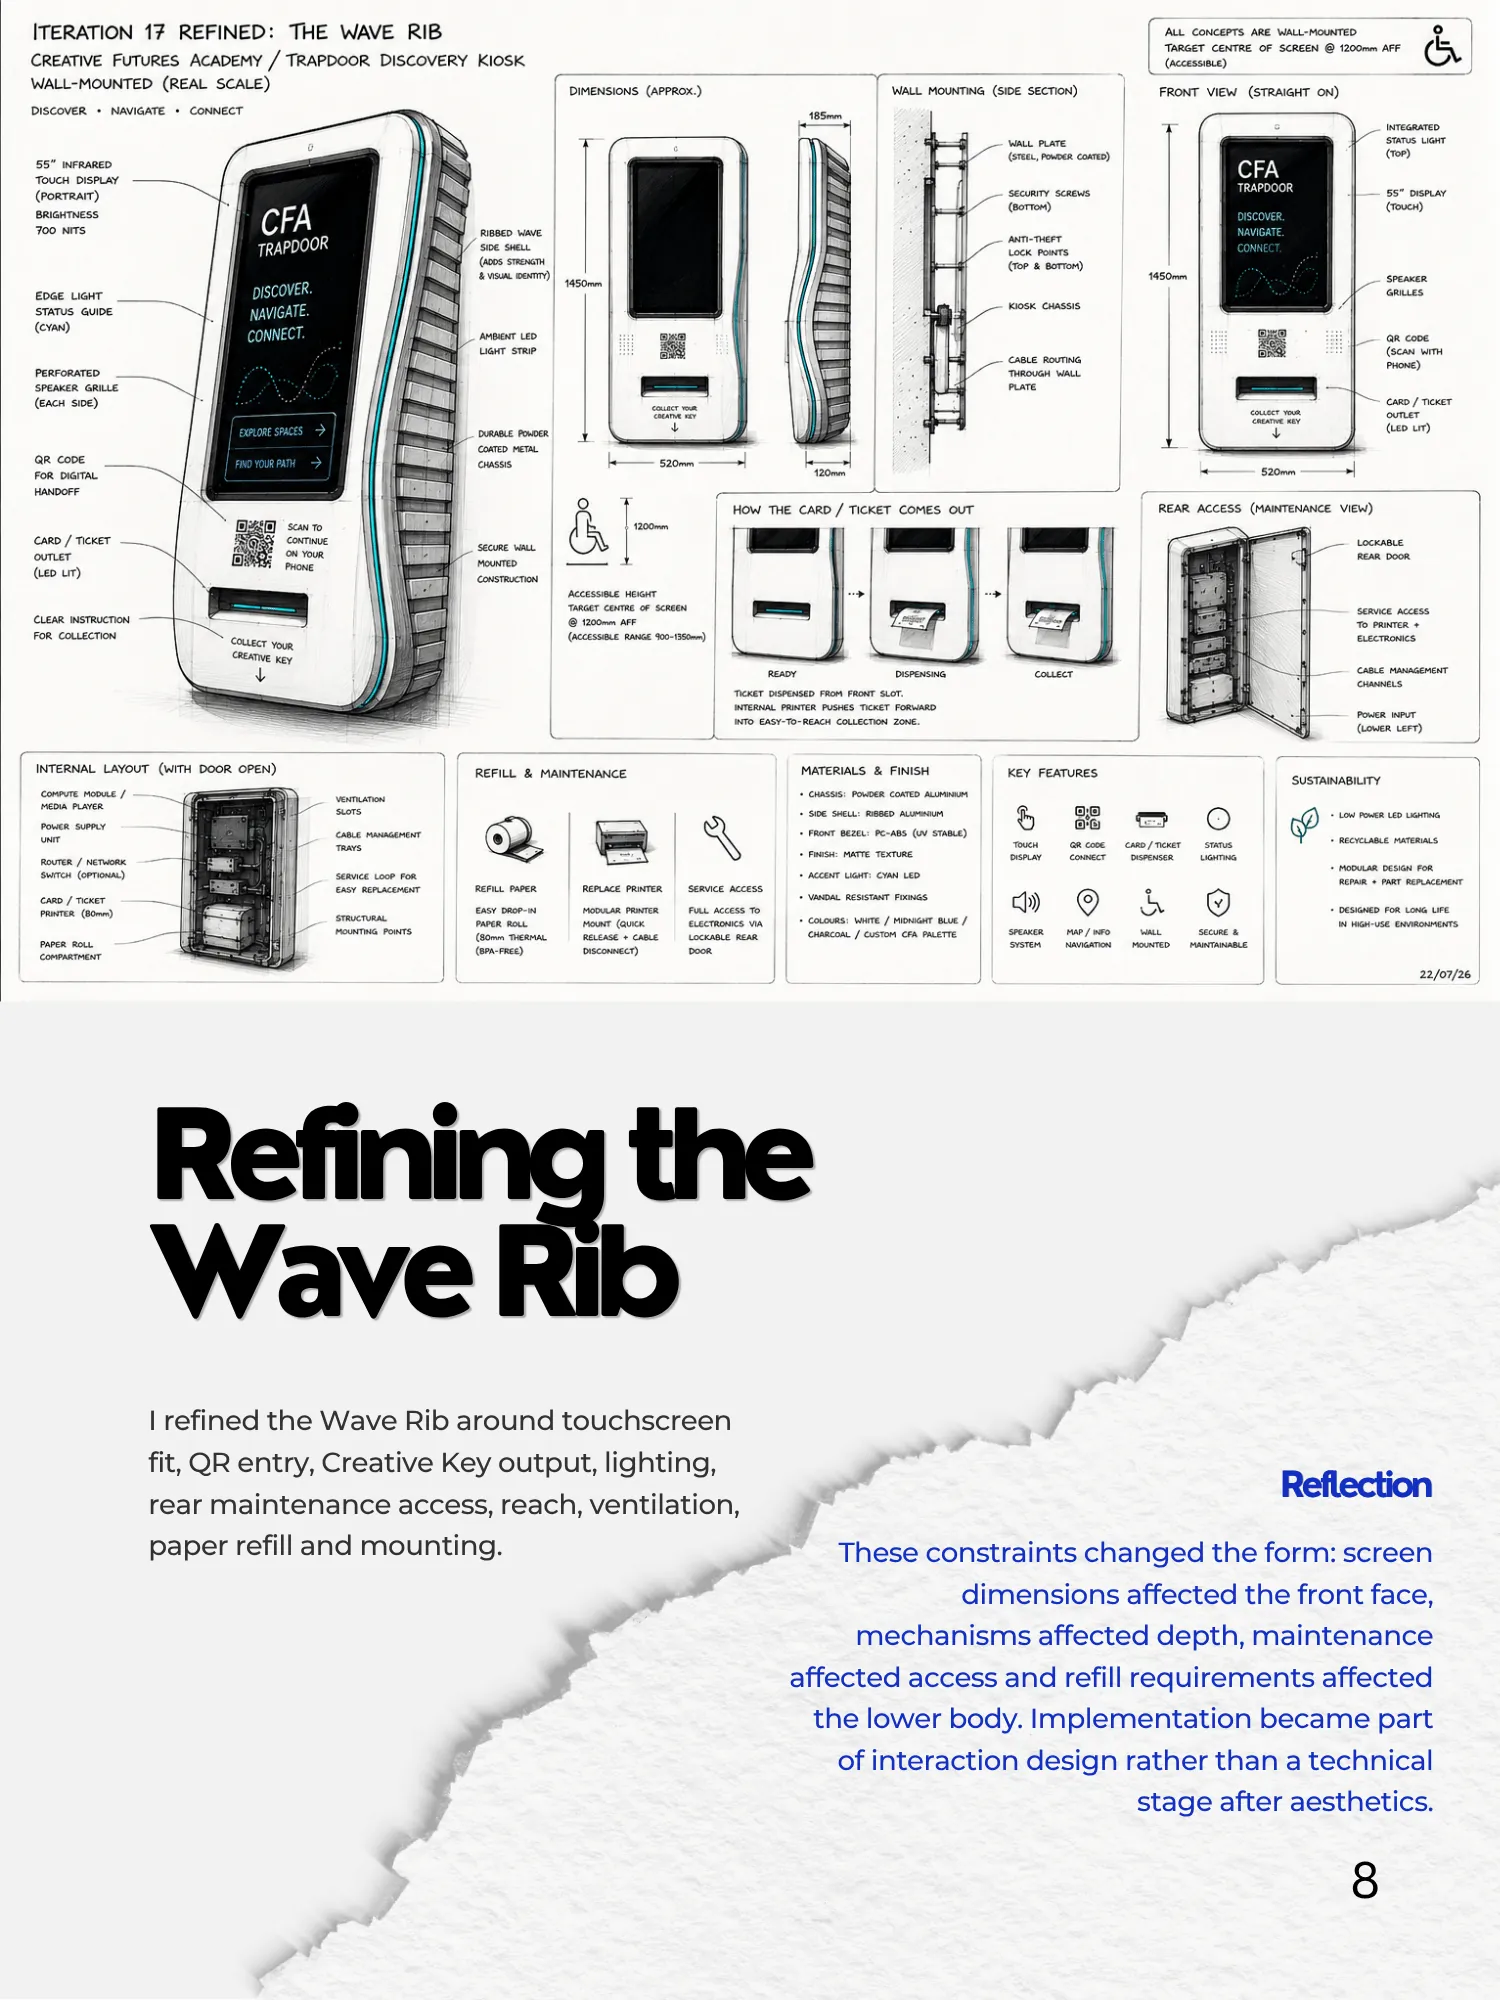 ITERATION 17 REFINED: THE WAVE RIB
CREATIVE FUTURES ACADEMY / TRAPDOOR DISCOVERY KIOSK
WALL-MOUNTED (REAL SCALE)
DISCOVER • NAVIGATE • CONNECT
55" INFRARED
TOUCH DISPLAY
(PORTRAIT)
BRIGHTNESS
700 NITS
EDGE LIGHT
STATUS GUIDE
(CYAN)
PERFORATED
SPEAKER GRILLE
(EACH SIDE)
QR CODE
FOR DIGITAL
HANDOFF
CARD / TICKET
OUTLET
(LED LIT)
CLEAR INSTRUCTION
FOR COLLECTION
CFA
TRAPDOOR
DISCOVER.
NAVIGATE.
CONNECT.
EXPLORE SPACES →
FIND YOUR PATH →
SCAN TO
CONTINUE
ON YOUR
PHONE
COLLECT YOUR
CREATIVE KEY
↓
RIBBED WAVE
SIDE SHELL
(ADDS STRENGTH
& VISUAL IDENTITY)
AMBIENT LED
LIGHT STRIP
DURABLE POWDER
COATED METAL
CHASSIS
SECURE WALL
MOUNTED
CONSTRUCTION
DIMENSIONS (APPROX.)
185mm
1450mm
COLLECT YOUR
CREATIVE KEY
↓
520mm
120mm
1200mm
ACCESSIBLE HEIGHT
TARGET CENTRE OF SCREEN
@ 1200mm AFF
(ACCESSIBLE RANGE 900-1350mm)
WALL MOUNTING (SIDE SECTION)
WALL PLATE
(STEEL, POWDER COATED)
SECURITY SCREWS
(BOTTOM)
ANTI-THEFT
LOCK POINTS
(TOP & BOTTOM)
KIOSK CHASSIS
CABLE ROUTING
THROUGH WALL
PLATE
ALL CONCEPTS ARE WALL-MOUNTED
TARGET CENTRE OF SCREEN @ 1200mm AFF
(ACCESSIBLE)
FRONT VIEW (STRAIGHT ON)
CFA
TRAPDOOR
DISCOVER.
NAVIGATE.
CONNECT.
1450mm
COLLECT YOUR
CREATIVE KEY
↓
520mm
INTEGRATED
STATUS LIGHT
(TOP)
55" DISPLAY
(TOUCH)
SPEAKER
GRILLES
QR CODE
(SCAN WITH
PHONE)
CARD / TICKET
OUTLET
(LED LIT)
HOW THE CARD / TICKET COMES OUT
READY
DISPENSING
COLLECT
TICKET DISPENSED FROM FRONT SLOT.
INTERNAL PRINTER PUSHES TICKET FORWARD
INTO EASY-TO-REACH COLLECTION ZONE.
REAR ACCESS (MAINTENANCE VIEW)
LOCKABLE
REAR DOOR
SERVICE ACCESS
TO PRINTER +
ELECTRONICS
CABLE MANAGEMENT
CHANNELS
POWER INPUT
(LOWER LEFT)
INTERNAL LAYOUT (WITH DOOR OPEN)
COMPUTE MODULE /
MEDIA PLAYER
POWER SUPPLY
UNIT
ROUTER / NETWORK
SWITCH (OPTIONAL)
CARD / TICKET
PRINTER (80mm)
PAPER ROLL
COMPARTMENT
VENTILATION
SLOTS
CABLE MANAGEMENT
TRAYS
SERVICE LOOP FOR
EASY REPLACEMENT
STRUCTURAL
MOUNTING POINTS
REFILL & MAINTENANCE
REFILL PAPER
EASY DROP-IN
PAPER ROLL
(80mm THERMAL
(BPA-FREE)
REPLACE PRINTER
MODULAR PRINTER
MOUNT (QUICK
RELEASE + CABLE
DISCONNECT)
SERVICE ACCESS
FULL ACCESS TO
ELECTRONICS VIA
LOCKABLE REAR
DOOR
MATERIALS & FINISH
• CHASSIS: POWDER COATED ALUMINIUM
• SIDE SHELL: RIBBED ALUMINIUM
• FRONT BEZEL: PC-ABS (UV STABLE)
• FINISH: MATTE TEXTURE
• ACCENT LIGHT: CYAN LED
• VANDAL RESISTANT FIXINGS
• COLOURS: WHITE / MIDNIGHT BLUE /
CHARCOAL / CUSTOM CFA PALETTE
KEY FEATURES
TOUCH
DISPLAY
QR CODE
CONNECT
CARD / TICKET
DISPENSER
STATUS
LIGHTING
SPEAKER
SYSTEM
MAP / INFO
NAVIGATION
WALL
MOUNTED
SECURE &
MAINTAINABLE
SUSTAINABILITY
• LOW POWER LED LIGHTING
• RECYCLABLE MATERIALS
• MODULAR DESIGN FOR
REPAIR + PART REPLACEMENT
• DESIGNED FOR LONG LIFE
IN HIGH-USE ENVIRONMENTS
22/07/26
Refining the
Wave Rib
I refined the Wave Rib around touchscreen
fit, QR entry, Creative Key output, lighting,
rear maintenance access, reach, ventilation,
paper refill and mounting.
Reflection
These constraints changed the form: screen
dimensions affected the front face,
mechanisms affected depth, maintenance
affected access and refill requirements affected
the lower body. Implementation became part
of interaction design rather than a technical
stage after aesthetics.
8